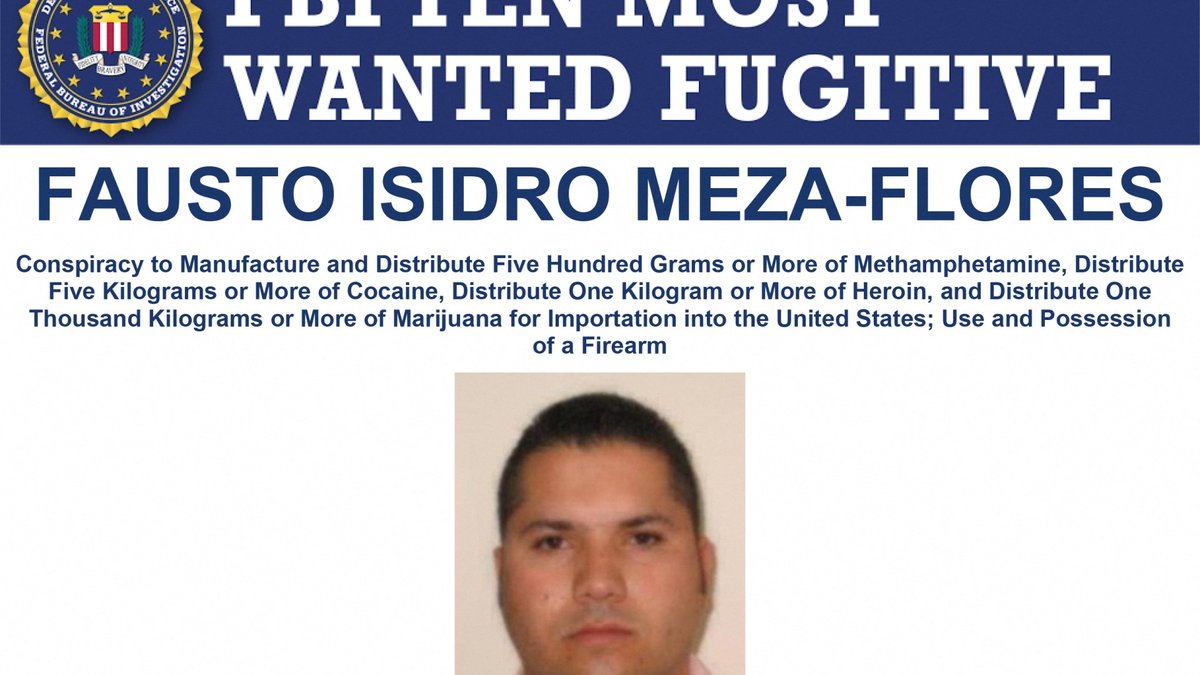 FBI TEN MOST
WANTED FUGITIVE
FEDERAL BUREAU OF INVESTIGATION
FIDELITY BRAVERY INTEGRITY
FAUSTO ISIDRO MEZA-FLORES
Conspiracy to Manufacture and Distribute Five Hundred Grams or More of Methamphetamine, Distribute
Five Kilograms or More of Cocaine, Distribute One Kilogram or More of Heroin, and Distribute One
Thousand Kilograms or More of Marijuana for Importation into the United States; Use and Possession
of a Firearm